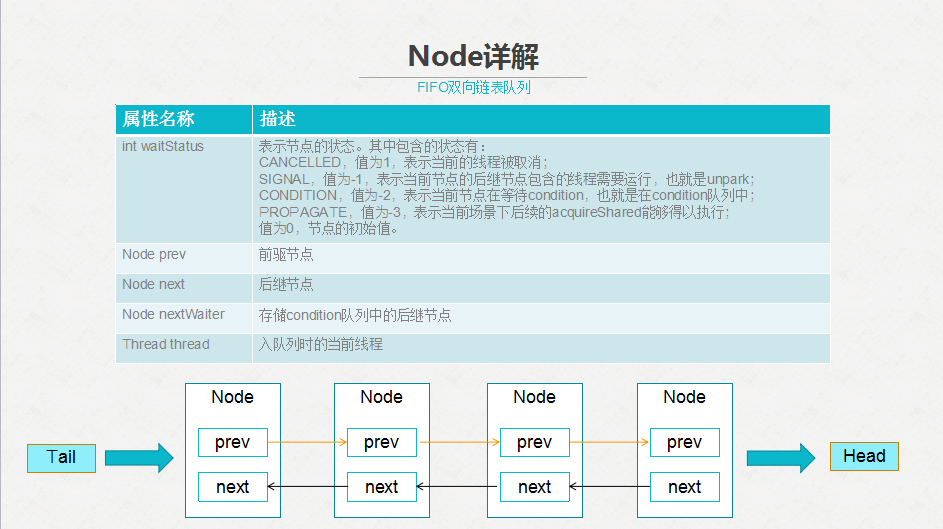 Node详解
FIFO双向链表队列
属性名称 描述
int waitStatus 表示节点的状态。其中包含的状态有：
CANCELLED，值为1，表示当前的线程被取消；
SIGNAL，值为-1，表示当前节点的后继节点包含的线程需要运行，也就是unpark；
CONDITION，值为-2，表示当前节点在等待condition，也就是在condition队列中；
PROPAGATE，值为-3，表示当前场景下后续的acquireShared能够得以执行；
值为0，节点的初始值。
Node prev 前驱节点
Node next 后继节点
Node nextWaiter 存储condition队列中的后继节点
Thread thread 入队列时的当前线程
Node Node Node Node
prev prev prev prev
Tail Head
next next next next